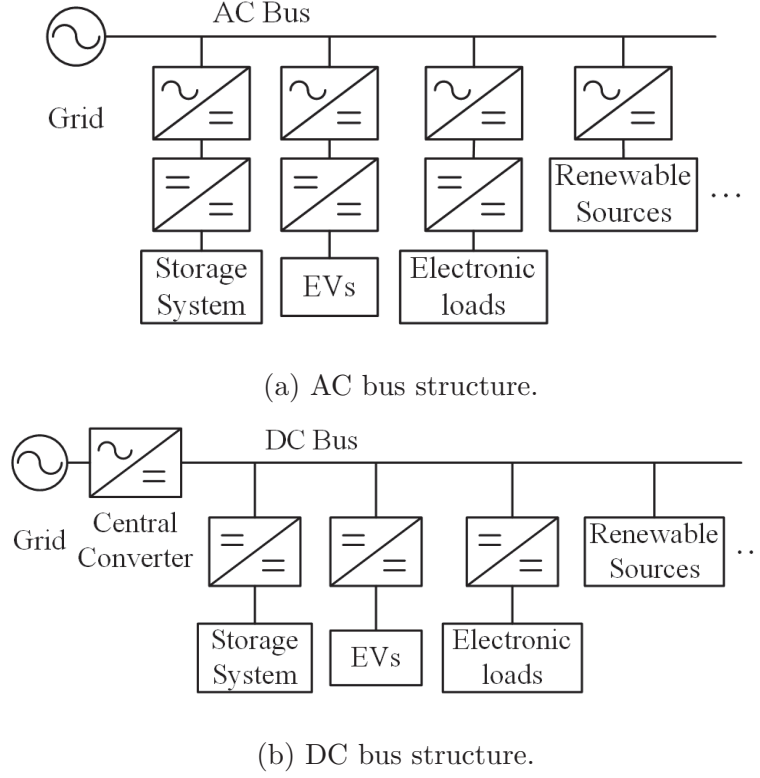 AC Bus
Grid
Storage
System
EVs
Electronic
loads
Renewable
Sources
...
(a) AC bus structure.
DC Bus
Grid
Central
Converter
Storage
System
EVs
Electronic
loads
Renewable
Sources
..
(b) DC bus structure.